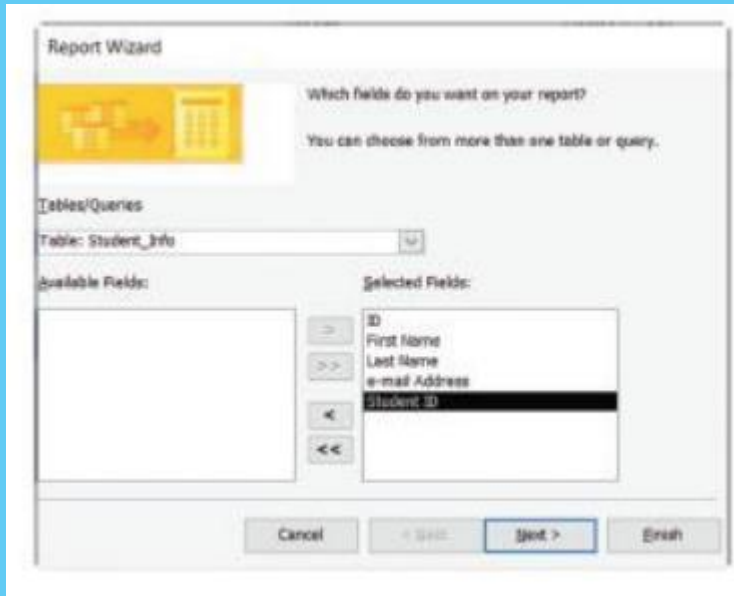 Report Wizard
Which fields do you want on your report?
You can choose from more than one table or query.
Tables/Queries
Table: Student_Info
Available Fields:
Selected Fields:
>
>>
<
<<
ID
First Name
Last Name
e-mail Address
Student ID
Cancel
< Back
Next >
Finish